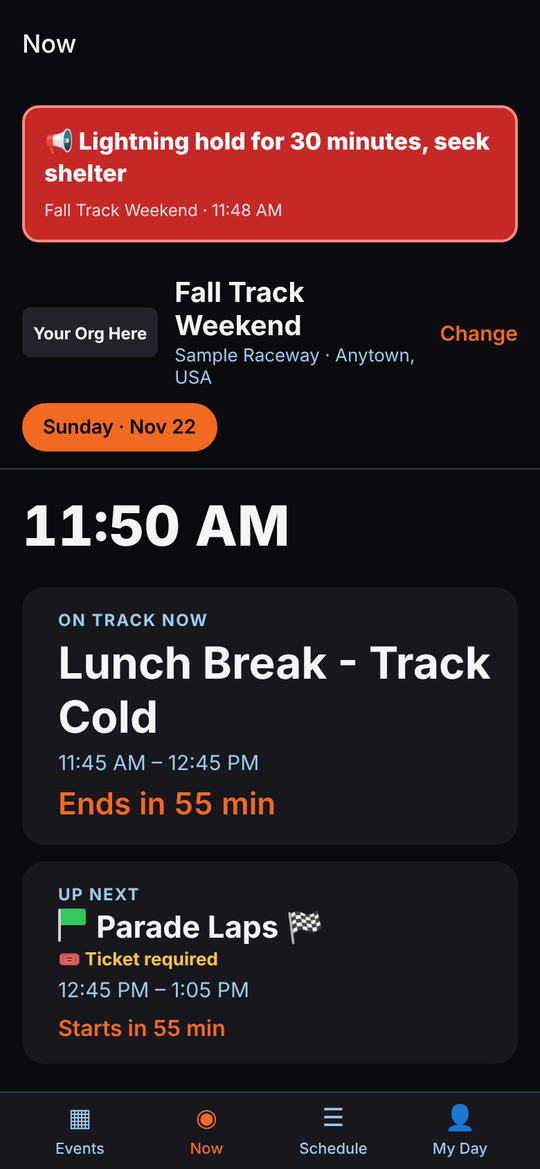 Now
📢 Lightning hold for 30 minutes, seek
shelter
Fall Track Weekend · 11:48 AM
Your Org Here
Fall Track
Weekend
Sample Raceway · Anytown,
USA
Change
Sunday · Nov 22
11:50 AM
ON TRACK NOW
Lunch Break - Track
Cold
11:45 AM – 12:45 PM
Ends in 55 min
UP NEXT
Parade Laps 🏁
🎟️ Ticket required
12:45 PM – 1:05 PM
Starts in 55 min
Events
Now
Schedule
My Day